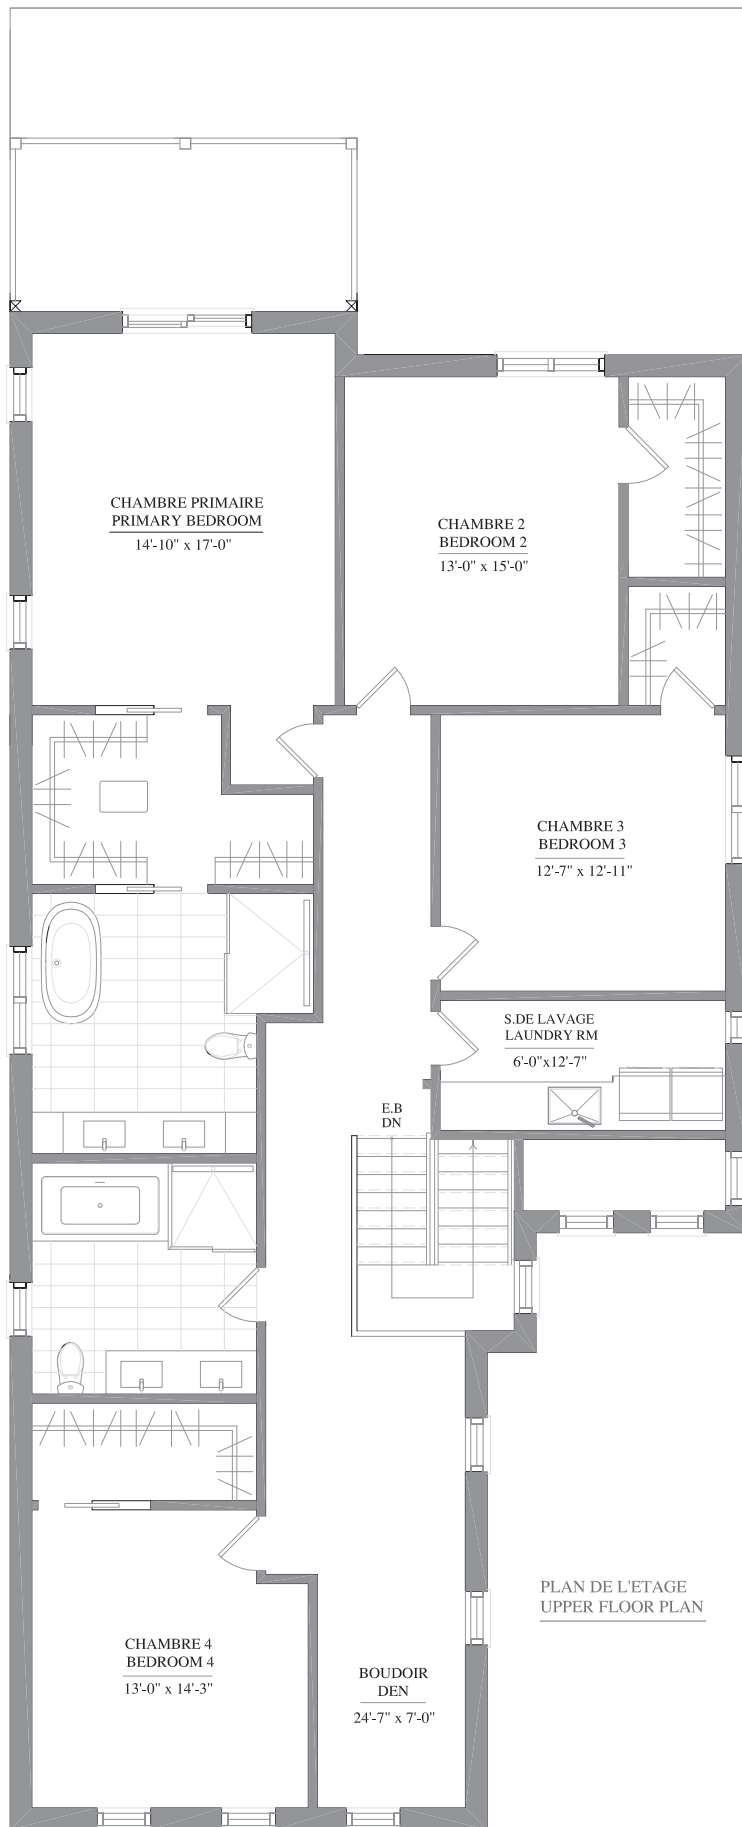 CHAMBRE PRIMAIRE
PRIMARY BEDROOM
14'-10" x 17'-0"
CHAMBRE 2
BEDROOM 2
13'-0" x 15'-0"
CHAMBRE 3
BEDROOM 3
12'-7" x 12'-11"
S.DE LAVAGE
LAUNDRY RM
6'-0"x12'-7"
E.B
DN
PLAN DE L'ETAGE
UPPER FLOOR PLAN
CHAMBRE 4
BEDROOM 4
13'-0" x 14'-3"
BOUDOIR
DEN
24'-7" x 7'-0"